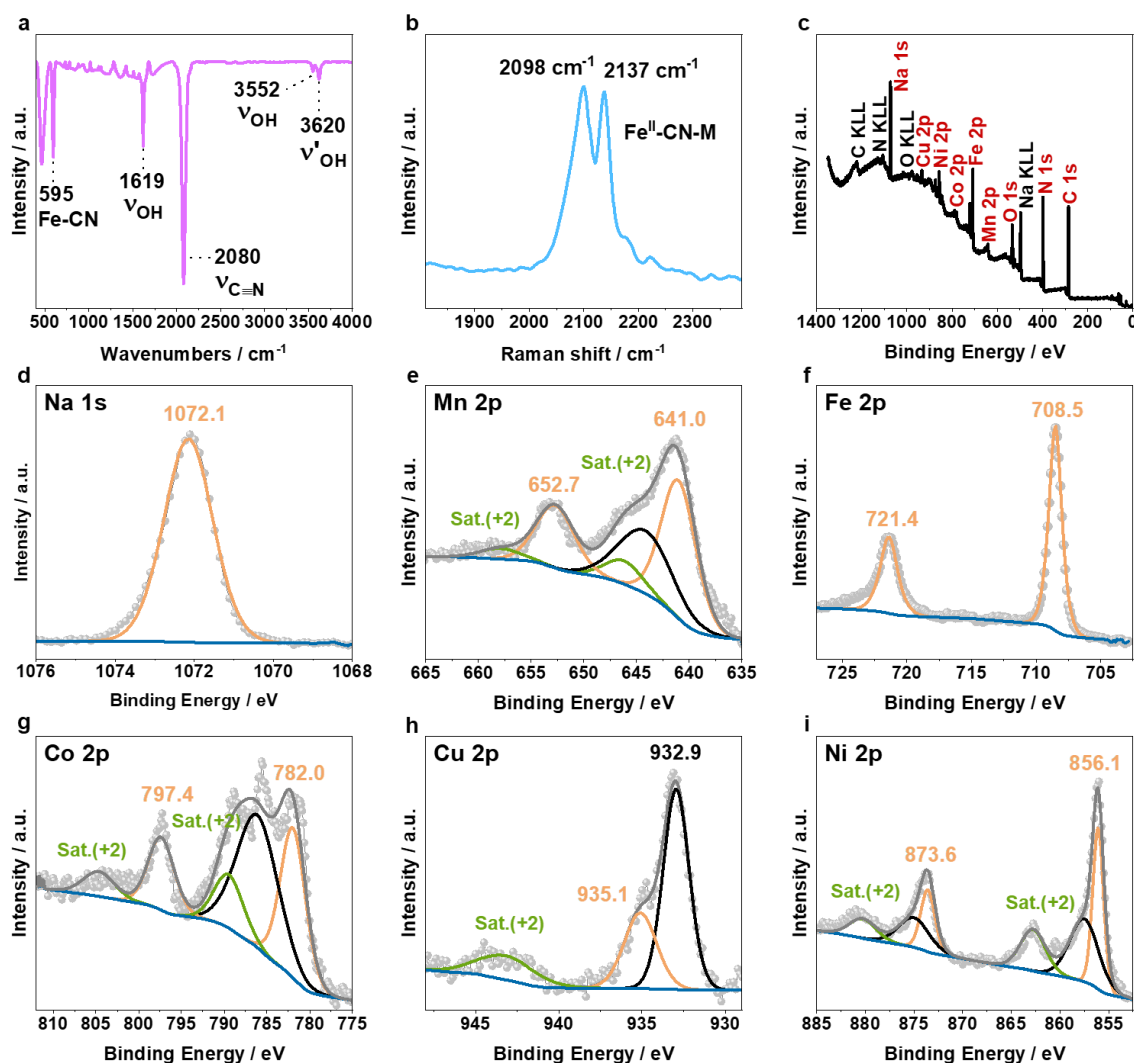 a
3552
ν_OH
3620
ν'_OH
595
Fe-CN
1619
ν_OH
2080
ν_C≡N
Intensity / a.u.
500 1000 1500 2000 2500 3000 3500 4000
Wavenumbers / cm⁻¹
b
2098 cm⁻¹
2137 cm⁻¹
Fe^II-CN-M
Intensity / a.u.
1900 2000 2100 2200 2300
Raman shift / cm⁻¹
c
C KLL
N KLL
Na 1s
O KLL
Cu 2p
Ni 2p
Co 2p
Fe 2p
Mn 2p
O 1s
Na KLL
N 1s
C 1s
Intensity / a.u.
1400 1200 1000 800 600 400 200 0
Binding Energy / eV
d
Na 1s
1072.1
Intensity / a.u.
1076 1074 1072 1070 1068
Binding Energy / eV
e
Mn 2p
641.0
Sat.(+2)
652.7
Sat.(+2)
Intensity / a.u.
665 660 655 650 645 640 635
Binding Energy / eV
f
Fe 2p
708.5
721.4
Intensity / a.u.
725 720 715 710 705
Binding Energy / eV
g
Co 2p
782.0
797.4
Sat.(+2)
Sat.(+2)
Intensity / a.u.
810 805 800 795 790 785 780 775
Binding Energy / eV
h
Cu 2p
932.9
935.1
Sat.(+2)
Intensity / a.u.
945 940 935 930
Binding Energy / eV
i
Ni 2p
856.1
873.6
Sat.(+2)
Sat.(+2)
Intensity / a.u.
885 880 875 870 865 860 855
Binding Energy / eV